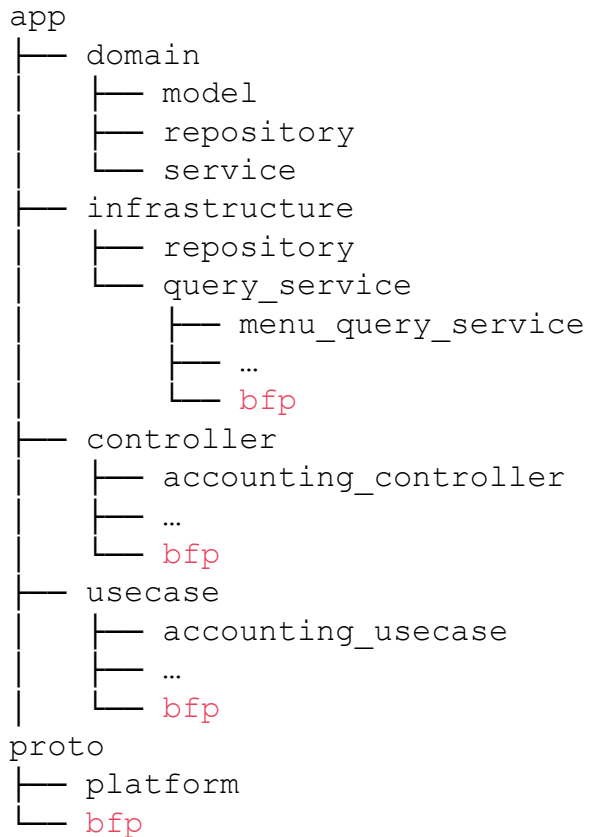 app
├── domain
│   ├── model
│   ├── repository
│   └── service
├── infrastructure
│   ├── repository
│   └── query_service
│       ├── menu_query_service
│       ├── …
│       └── bfp
├── controller
│   ├── accounting_controller
│   ├── …
│   └── bfp
├── usecase
│   ├── accounting_usecase
│   ├── …
│   └── bfp
proto
├── platform
└── bfp